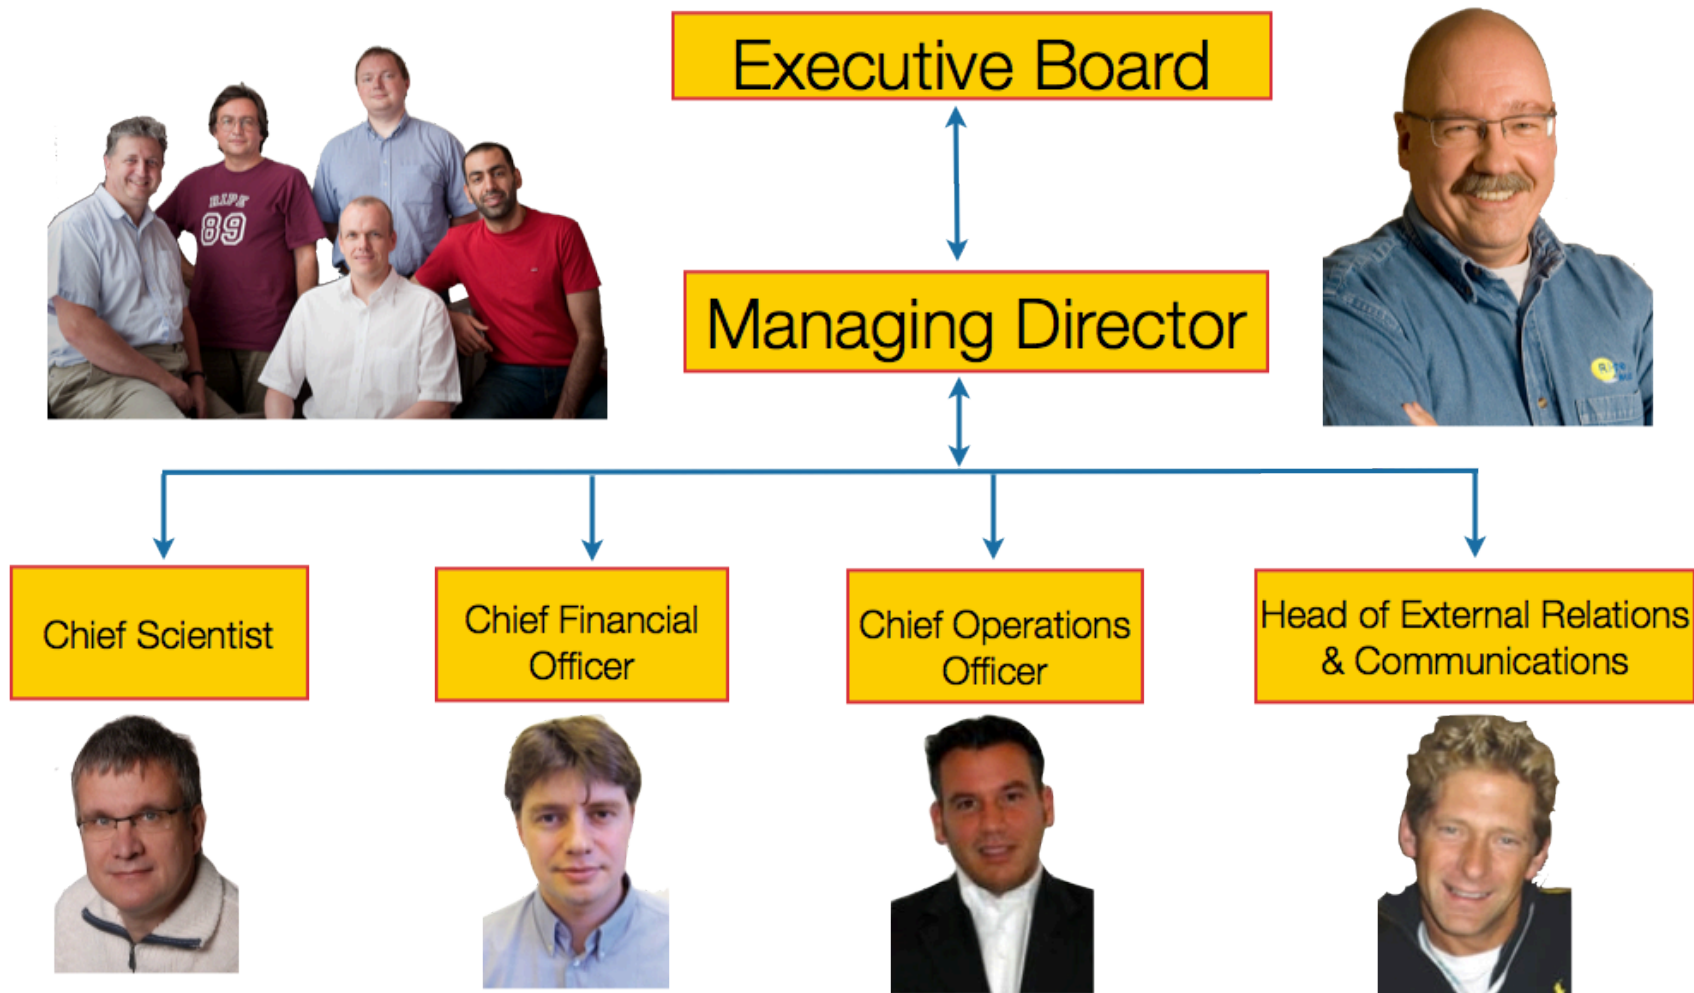 Executive Board
RIPE
89
Managing Director
Chief Scientist
Chief Financial
Officer
Chief Operations
Officer
Head of External Relations
& Communications